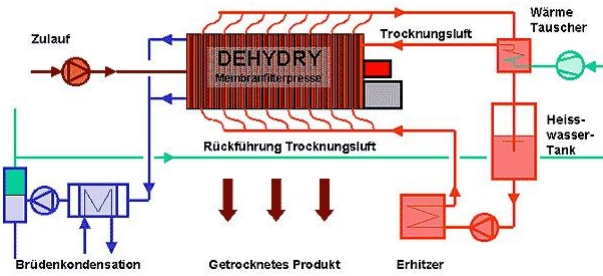 Wärme
Tauscher
Zulauf
Trocknungsluft
DEHYDRY
Membranfilterpresse
Heiss-
wasser-
Tank
Rückführung Trocknungsluft
Brüdenkondensation
Getrocknetes Produkt
Erhitzer